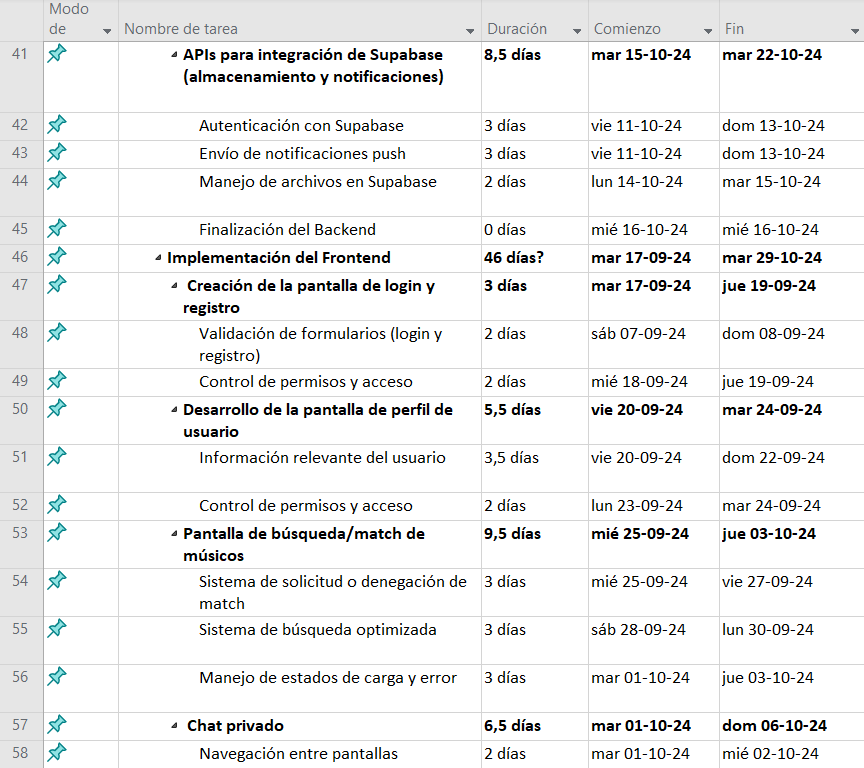 Modo
de
Nombre de tarea
Duración
Comienzo
Fin
41 APIs para integración de Supabase 8,5 días mar 15-10-24 mar 22-10-24
(almacenamiento y notificaciones)
42 Autenticación con Supabase 3 días vie 11-10-24 dom 13-10-24
43 Envío de notificaciones push 3 días vie 11-10-24 dom 13-10-24
44 Manejo de archivos en Supabase 2 días lun 14-10-24 mar 15-10-24
45 Finalización del Backend 0 días mié 16-10-24 mié 16-10-24
46 Implementación del Frontend 46 días? mar 17-09-24 mar 29-10-24
47 Creación de la pantalla de login y 3 días mar 17-09-24 jue 19-09-24
registro
48 Validación de formularios (login y 2 días sáb 07-09-24 dom 08-09-24
registro)
49 Control de permisos y acceso 2 días mié 18-09-24 jue 19-09-24
50 Desarrollo de la pantalla de perfil de 5,5 días vie 20-09-24 mar 24-09-24
usuario
51 Información relevante del usuario 3,5 días vie 20-09-24 dom 22-09-24
52 Control de permisos y acceso 2 días lun 23-09-24 mar 24-09-24
53 Pantalla de búsqueda/match de 9,5 días mié 25-09-24 jue 03-10-24
músicos
54 Sistema de solicitud o denegación de 3 días mié 25-09-24 vie 27-09-24
match
55 Sistema de búsqueda optimizada 3 días sáb 28-09-24 lun 30-09-24
56 Manejo de estados de carga y error 3 días mar 01-10-24 jue 03-10-24
57 Chat privado 6,5 días mar 01-10-24 dom 06-10-24
58 Navegación entre pantallas 2 días mar 01-10-24 mié 02-10-24